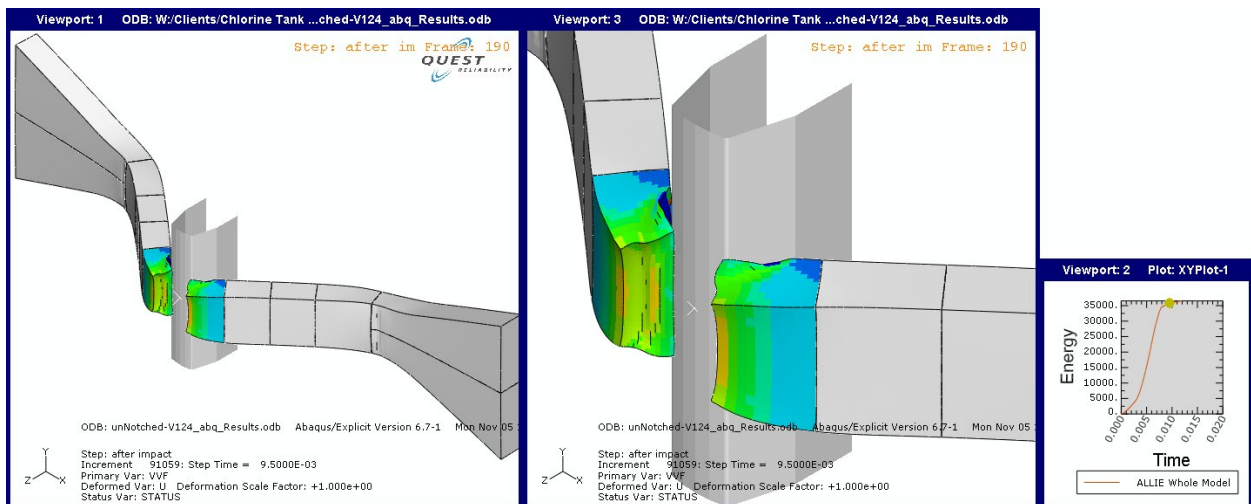 Viewport: 1 ODB: W:/Clients/Chlorine Tank ...ched-V124_abq_Results.odb
Step: after im Frame: 190
QUEST
RELIABILITY
ODB: unNotched-V124_abq_Results.odb Abaqus/Explicit Version 6.7-1 Mon Nov 05
Step: after impact
Increment 91059: Step Time = 9.5000E-03
Primary Var: VVF
Deformed Var: U Deformation Scale Factor: +1.000e+00
Status Var: STATUS
Y
Z
X
Viewport: 3 ODB: W:/Clients/Chlorine Tank ...ched-V124_abq_Results.odb
Step: after im Frame: 190
ODB: unNotched-V124_abq_Results.odb Abaqus/Explicit Version 6.7-1 Mon Nov 05
Step: after impact
Increment 91059: Step Time = 9.5000E-03
Primary Var: VVF
Deformed Var: U Deformation Scale Factor: +1.000e+00
Status Var: STATUS
Y
Z
X
Viewport: 2 Plot: XYPlot-1
Energy
35000.
30000.
25000.
20000.
15000.
10000.
5000.
0.
0.000 0.005 0.010 0.015 0.020
Time
ALLIE Whole Model